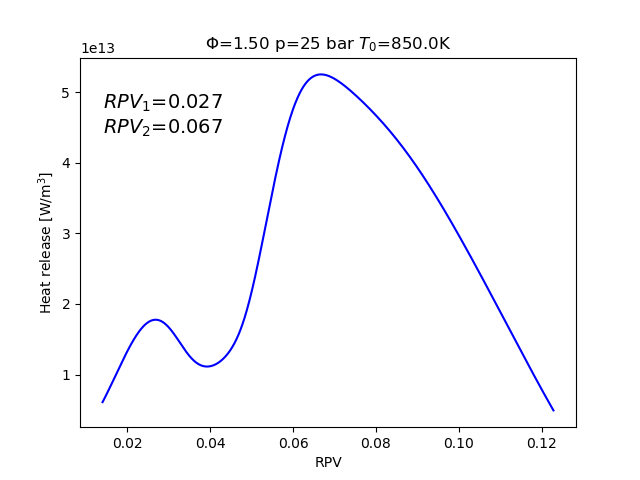 Φ=1.50 p=25 bar T₀=850.0K
1e13
RPV₁=0.027
RPV₂=0.067
5
4
3
2
1
Heat release [W/m³]
0.02 0.04 0.06 0.08 0.10 0.12
RPV